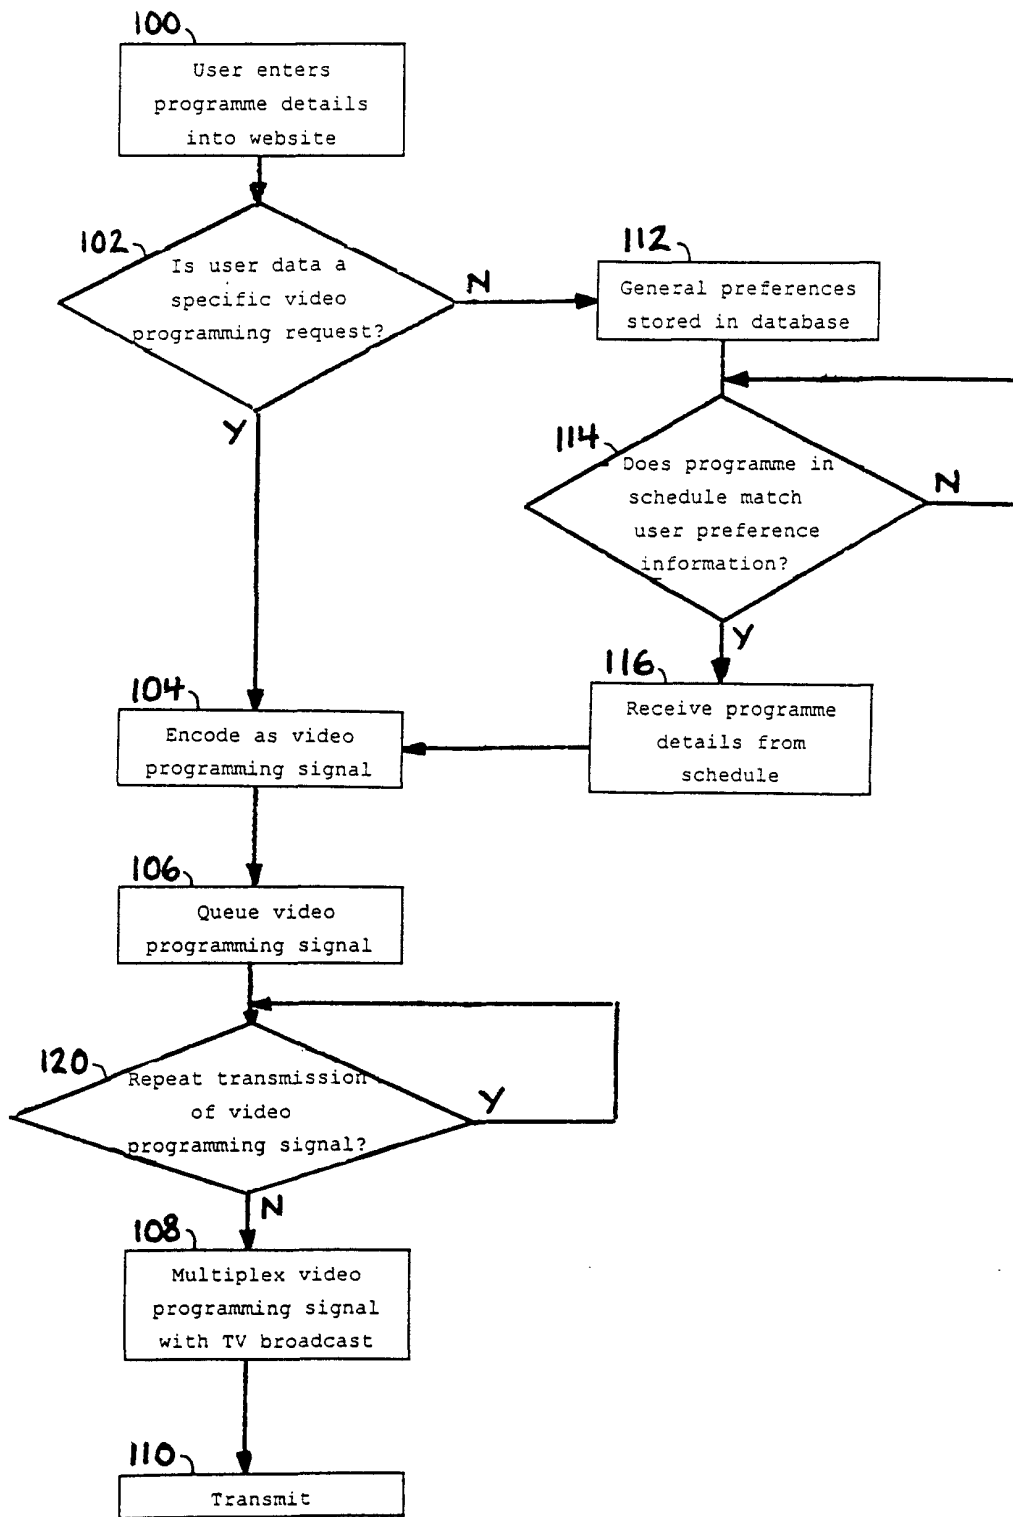 100
User enters
programme details
into website
102
Is user data a
specific video
programming request?
N
Y
112
General preferences
stored in database
114
Does programme in
schedule match
user preference
information?
N
Y
116
Receive programme
details from
schedule
104
Encode as video
programming signal
106
Queue video
programming signal
120
Repeat transmission
of video
programming signal?
Y
N
108
Multiplex video
programming signal
with TV broadcast
110
Transmit